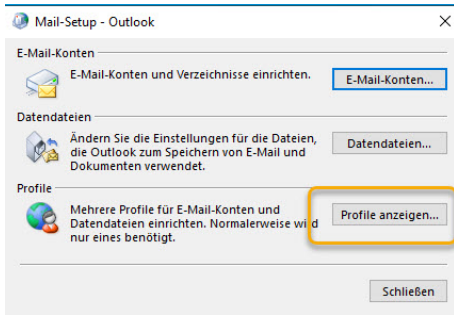 Mail-Setup - Outlook
E-Mail-Konten
E-Mail-Konten und Verzeichnisse einrichten.
E-Mail-Konten...
Datendateien
Ändern Sie die Einstellungen für die Dateien,
die Outlook zum Speichern von E-Mail und
Dokumenten verwendet.
Datendateien...
Profile
Mehrere Profile für E-Mail-Konten und
Datendateien einrichten. Normalerweise wird
nur eines benötigt.
Profile anzeigen...
Schließen